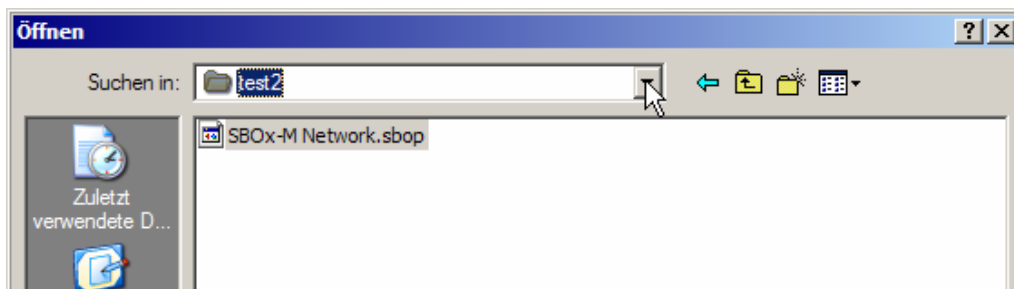 Öffnen
Suchen in: test2
SBOx-M Network.sbop
Zuletzt
verwendete D...